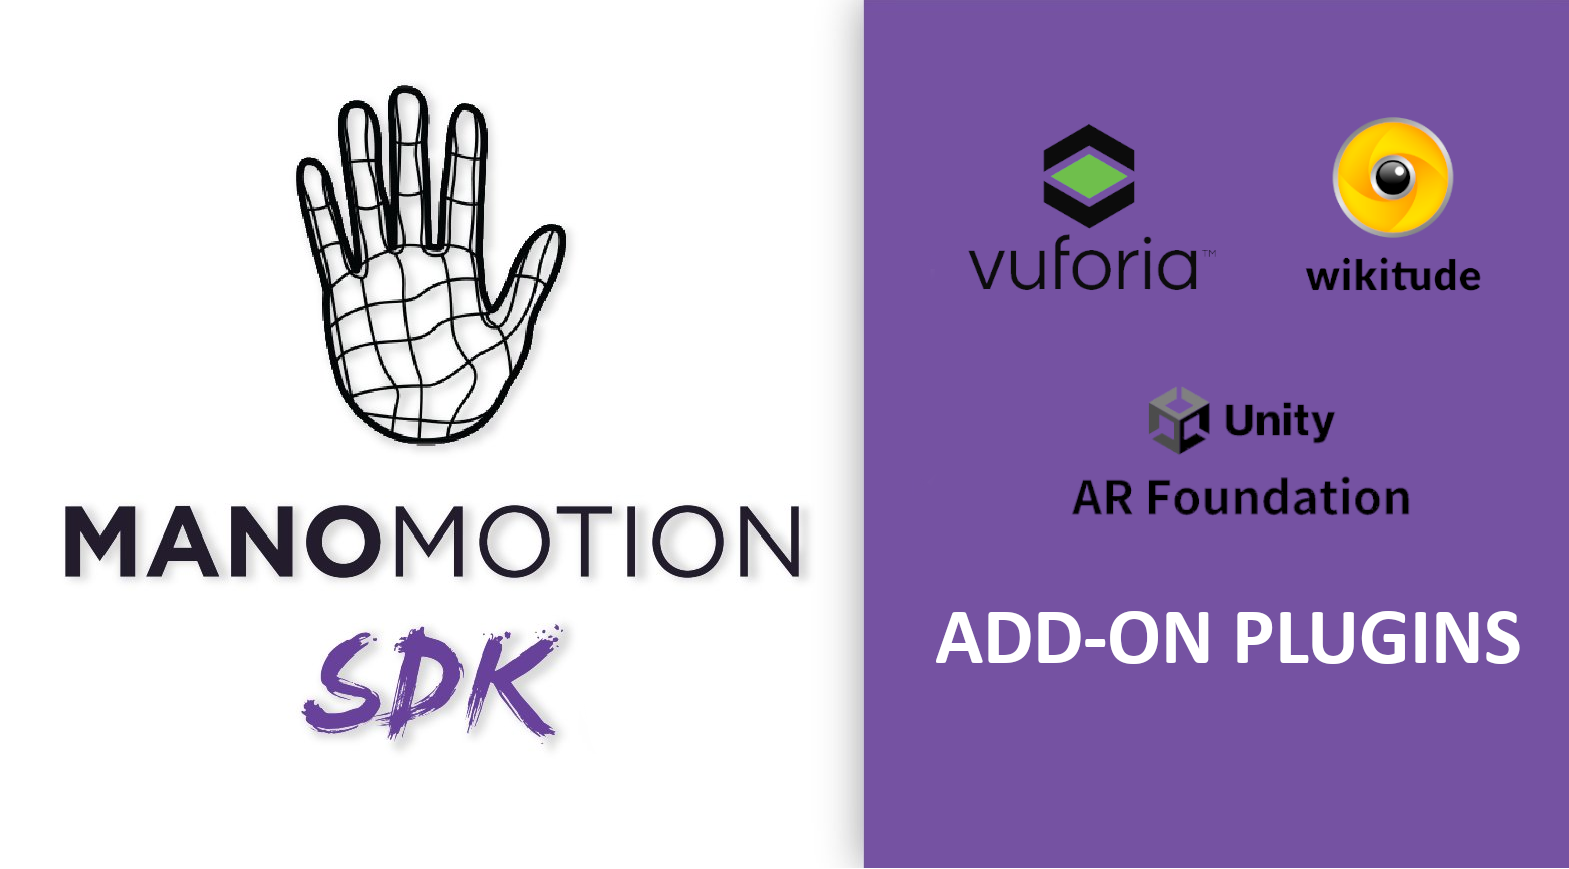 MANOMOTION
SDK
vuforia™
wikitude
Unity
AR Foundation
ADD-ON PLUGINS